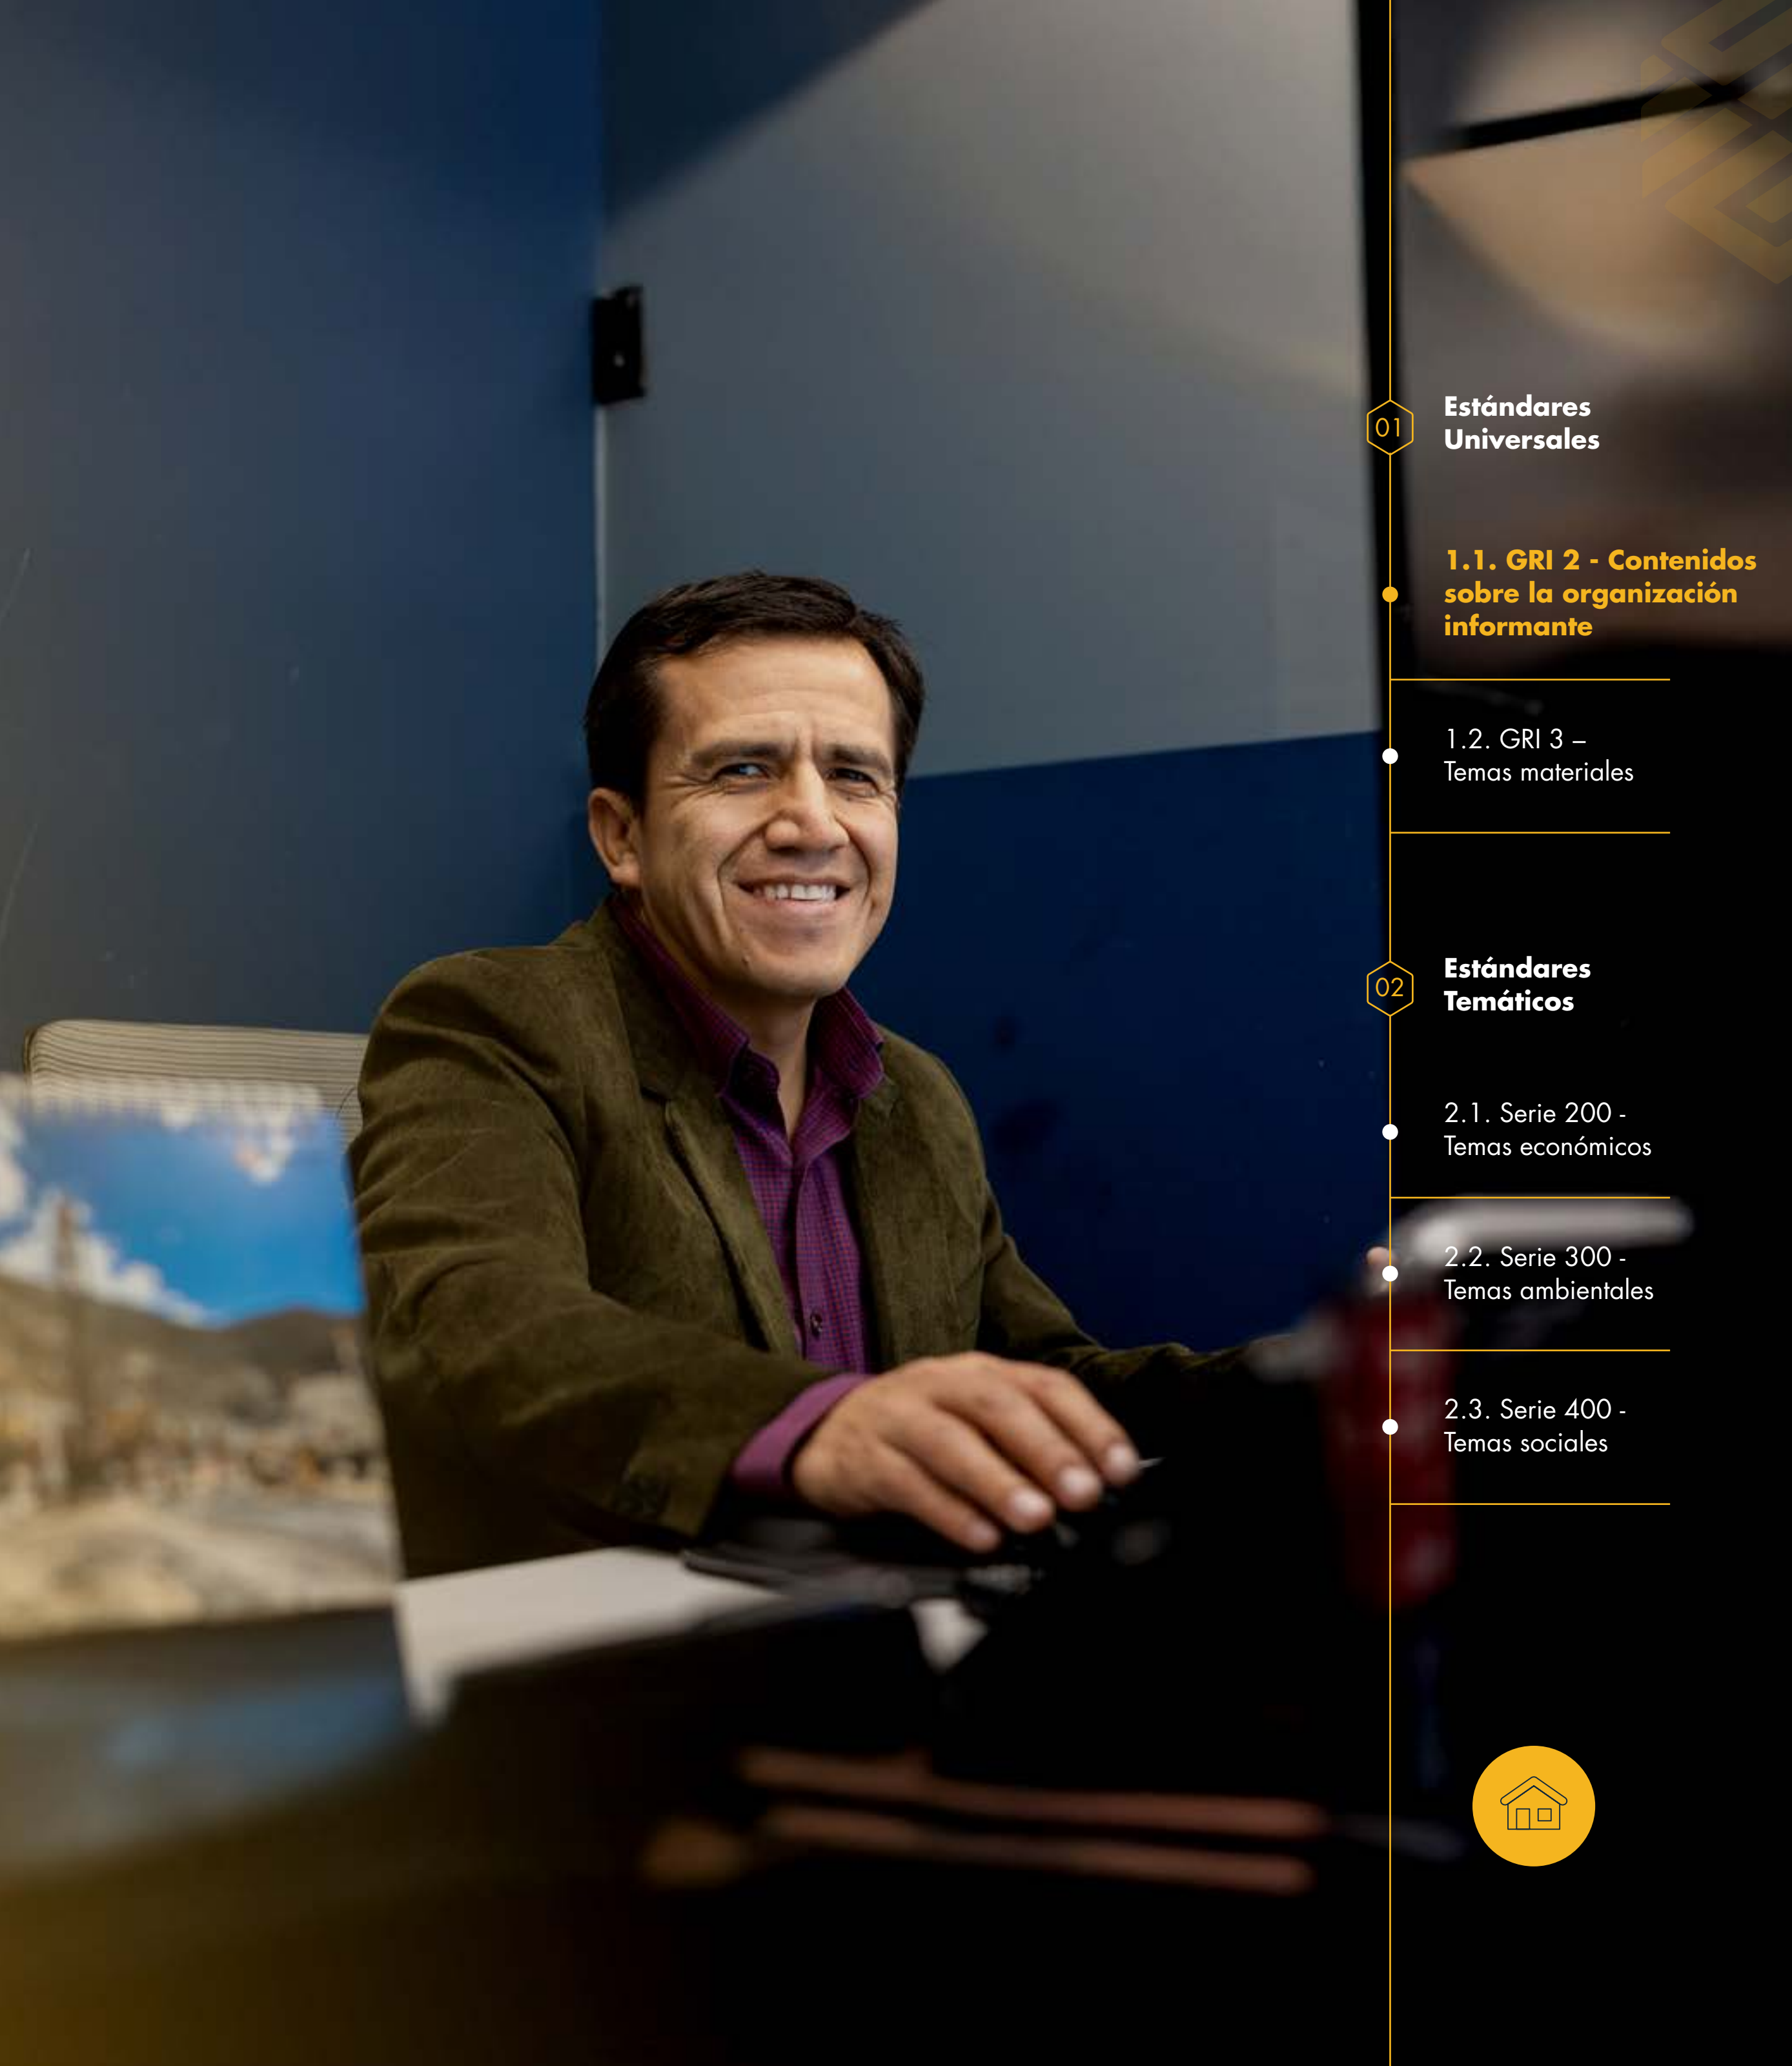 01
Estándares
Universales
1.1. GRI 2 - Contenidos
sobre la organización
informante
1.2. GRI 3 –
Temas materiales
02
Estándares
Temáticos
2.1. Serie 200 -
Temas económicos
2.2. Serie 300 -
Temas ambientales
2.3. Serie 400 -
Temas sociales